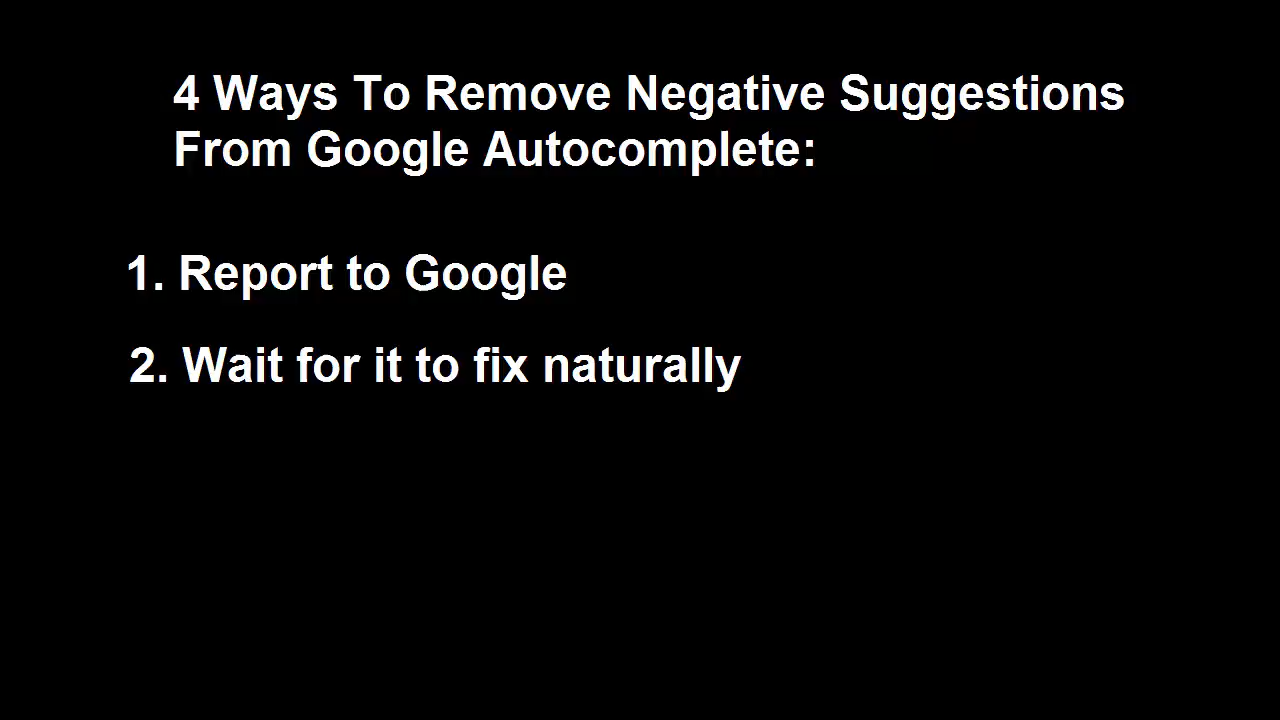 4 Ways To Remove Negative Suggestions
From Google Autocomplete:
1. Report to Google
2. Wait for it to fix naturally